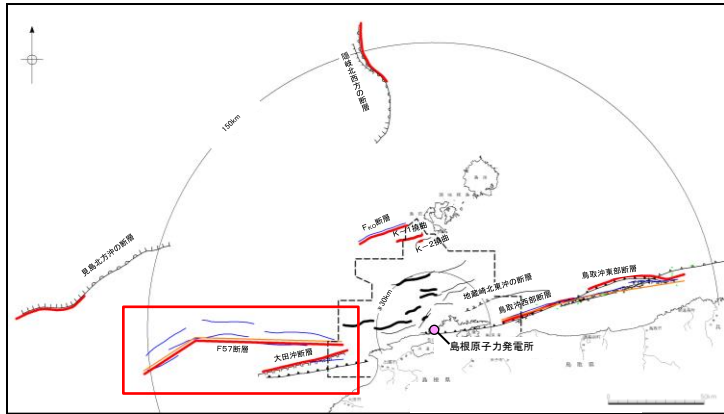 隠岐北西方の断層
150km
FKO断層
K-1撓曲
K-2撓曲
見島北方沖の断層
鳥取沖東部断層
地蔵崎北東沖の断層
鳥取沖西部断層
30km
F57断層
大田沖断層
島根原子力発電所
島根県
鳥取県